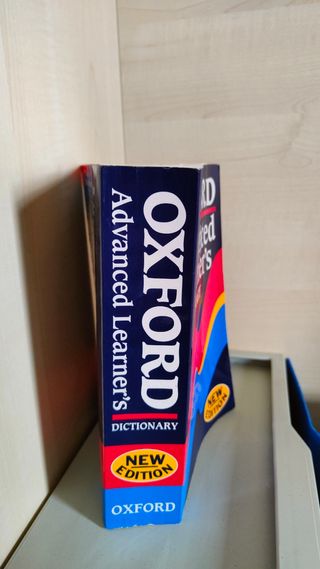 OXFORD
Advanced Learner's
DICTIONARY
NEW
EDITION
OXFORD
NEW
EDITION